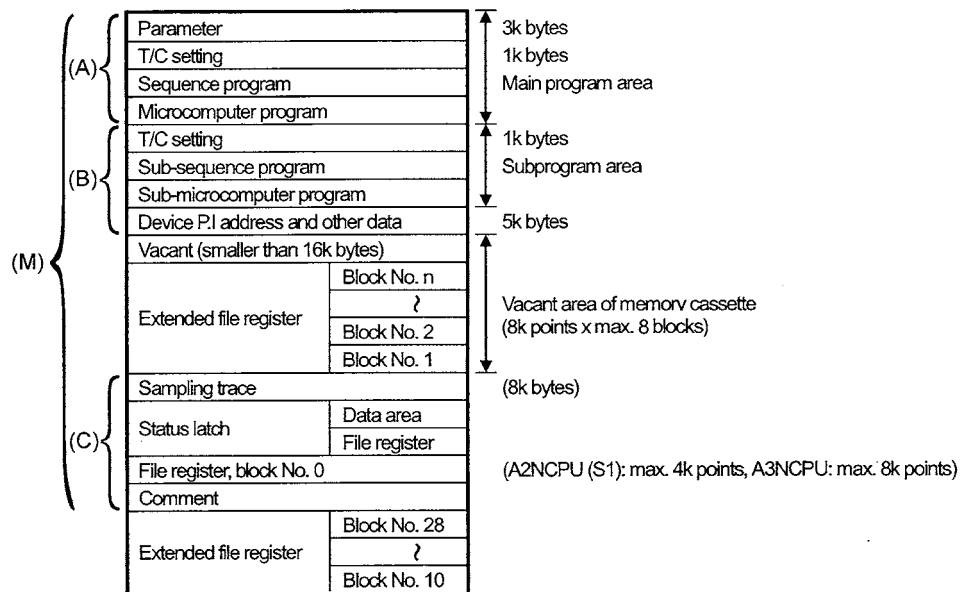 Parameter 3k bytes
T/C setting 1k bytes
(A)
Sequence program Main program area
Microcomputer program
T/C setting 1k bytes
Sub-sequence program Subprogram area
(B)
Sub-microcomputer program
Device P.I address and other data 5k bytes
Vacant (smaller than 16k bytes)
(M)
Block No. n
Extended file register
Vacant area of memory cassette
Block No. 2 (8k points x max. 8 blocks)
Block No. 1
Sampling trace (8k bytes)
Data area
Status latch
(C)
File register
File register, block No. 0 (A2NCPU (S1): max. 4k points, A3NCPU: max. 8k points)
Comment
Block No. 28
Extended file register
Block No. 10